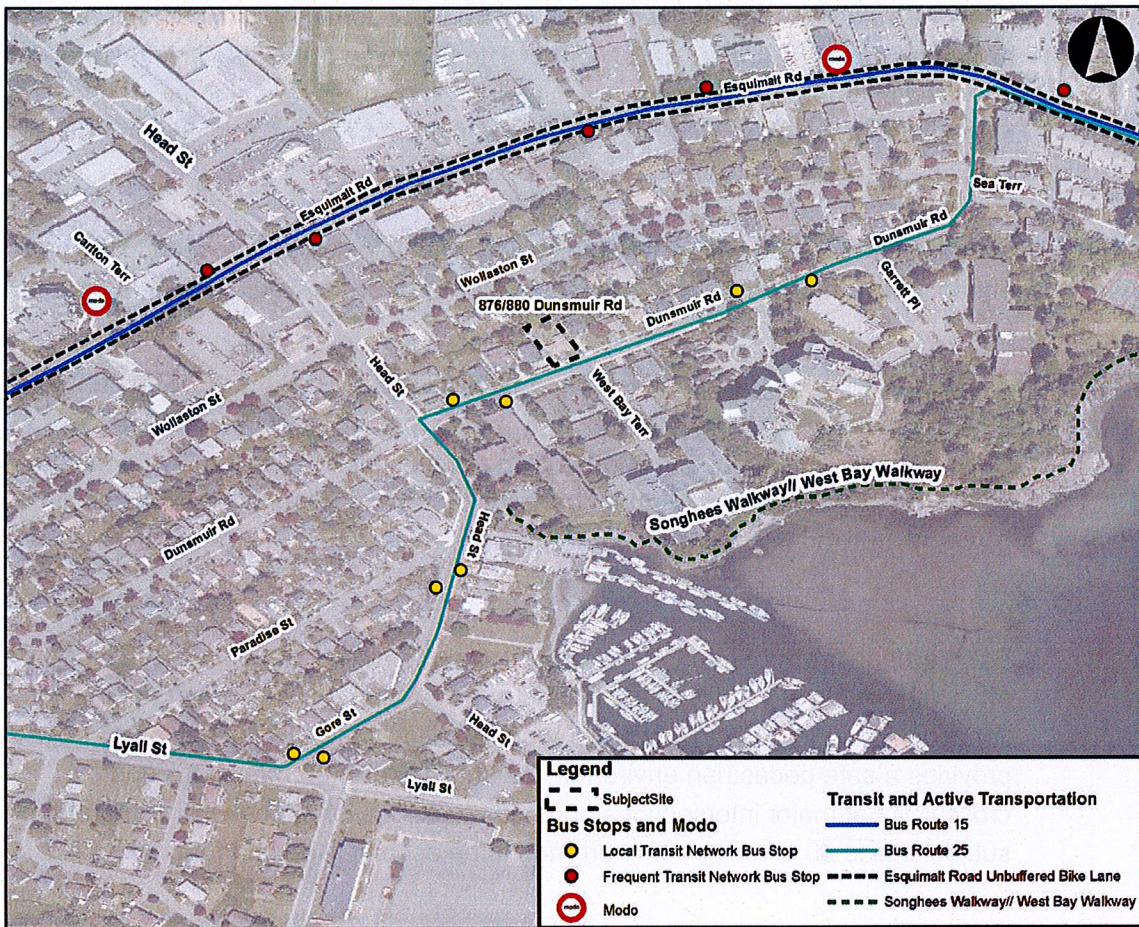 modo
Esquimalt Rd
Head St
Esquimalt Rd
Sea Terr
Carlton Terr
Dunsmuir Rd
Wollaston St
modo
Garrett Pl
876/880 Dunsmuir Rd
Dunsmuir Rd
Head St
West Bay Terr
Wollaston St
Songhees Walkway// West Bay Walkway
Dunsmuir Rd
Head St
Paradise St
Gore St
Head St
Lyall St
Lyall St
Legend
SubjectSite
Transit and Active Transportation
Bus Stops and Modo
Bus Route 15
Local Transit Network Bus Stop
Bus Route 25
Frequent Transit Network Bus Stop
Esquimalt Road Unbuffered Bike Lane
modo
Modo
Songhees Walkway// West Bay Walkway